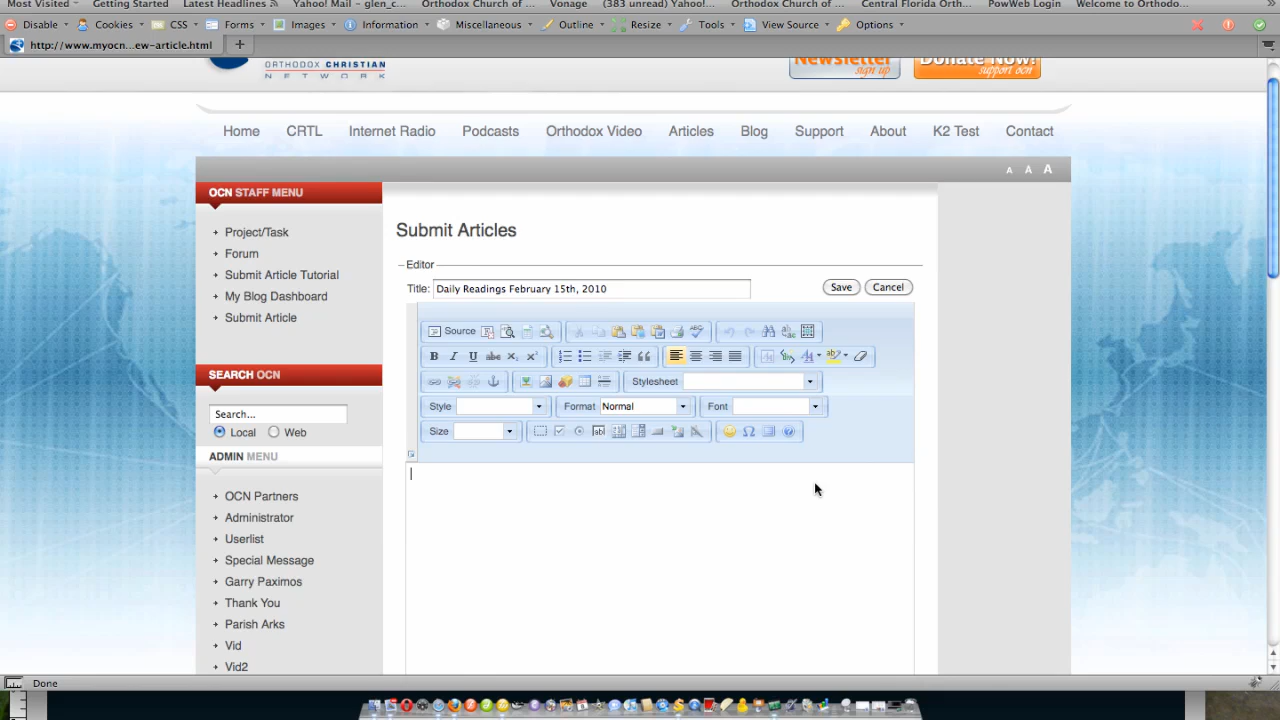 Most Visited Getting Started Latest Headlines Yahoo! Mail – glen_c... Orthodox Church of ... Vonage (383 unread) Yahoo!... Orthodox Church of ... Central Florida Orth... PowWeb Login Welcome to Orthodo...
Disable Cookies CSS Forms Images Information Miscellaneous Outline Resize Tools View Source Options
http://www.myocn...ew-article.html
ORTHODOX CHRISTIAN
NETWORK
Newsletter
sign up
Donate Now!
support ocn
Home CRTL Internet Radio Podcasts Orthodox Video Articles Blog Support About K2 Test Contact
A A A
OCN STAFF MENU
Project/Task
Forum
Submit Article Tutorial
My Blog Dashboard
Submit Article
SEARCH OCN
Search...
Local Web
ADMIN MENU
OCN Partners
Administrator
Userlist
Special Message
Garry Paximos
Thank You
Parish Arks
Vid
Vid2
Submit Articles
Editor
Title: Daily Readings February 15th, 2010 Save Cancel
Source
B I U abc x₂ x²
Stylesheet
Style Format Normal Font
Size
Done